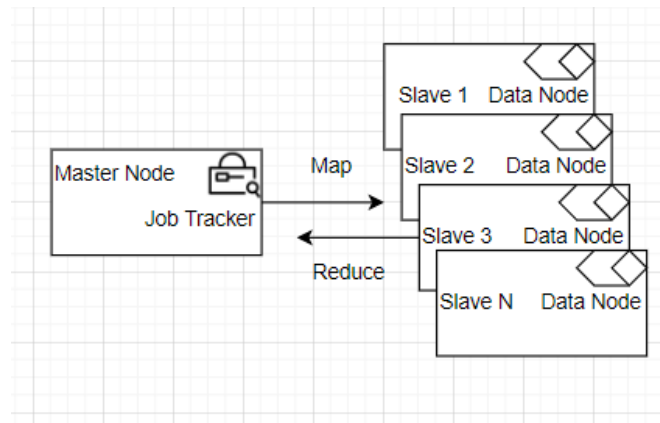 Slave 1 Data Node
Master Node
Job Tracker
Map
Slave 2 Data Node
Slave 3 Data Node
Reduce
Slave N Data Node